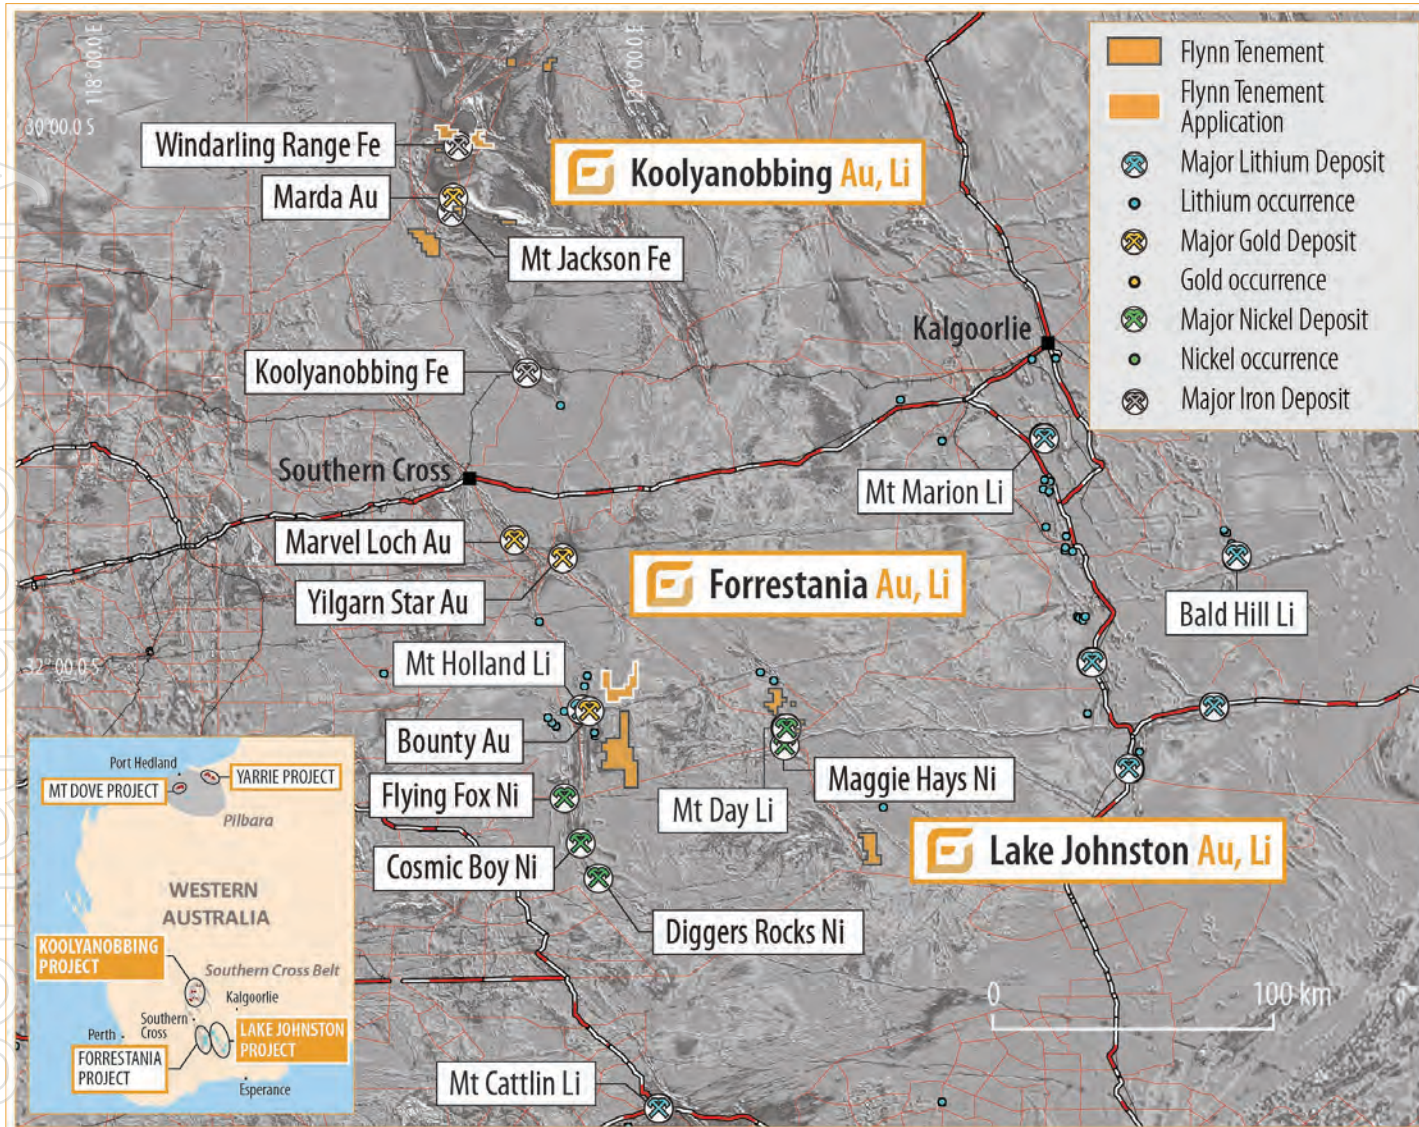 118° 00.0 E
120° 00.0 E
30°00.0 S
32° 00.0 S
Windarling Range Fe
Marda Au
Mt Jackson Fe
Koolyanobbing Au, Li
Koolyanobbing Fe
Kalgoorlie
Southern Cross
Mt Marion Li
Marvel Loch Au
Yilgarn Star Au
Forrestania Au, Li
Bald Hill Li
Mt Holland Li
Bounty Au
Flying Fox Ni
Mt Day Li
Maggie Hays Ni
Cosmic Boy Ni
Lake Johnston Au, Li
Diggers Rocks Ni
Mt Cattlin Li
0 100 km
Flynn Tenement
Flynn Tenement
Application
Major Lithium Deposit
Lithium occurrence
Major Gold Deposit
Gold occurrence
Major Nickel Deposit
Nickel occurrence
Major Iron Deposit
Port Hedland
YARRIE PROJECT
MT DOVE PROJECT
Pilbara
WESTERN
AUSTRALIA
KOOLYANOBBING
PROJECT
Southern Cross Belt
Kalgoorlie
Southern
Cross
Perth
LAKE JOHNSTON
PROJECT
FORRESTANIA
PROJECT
Esperance